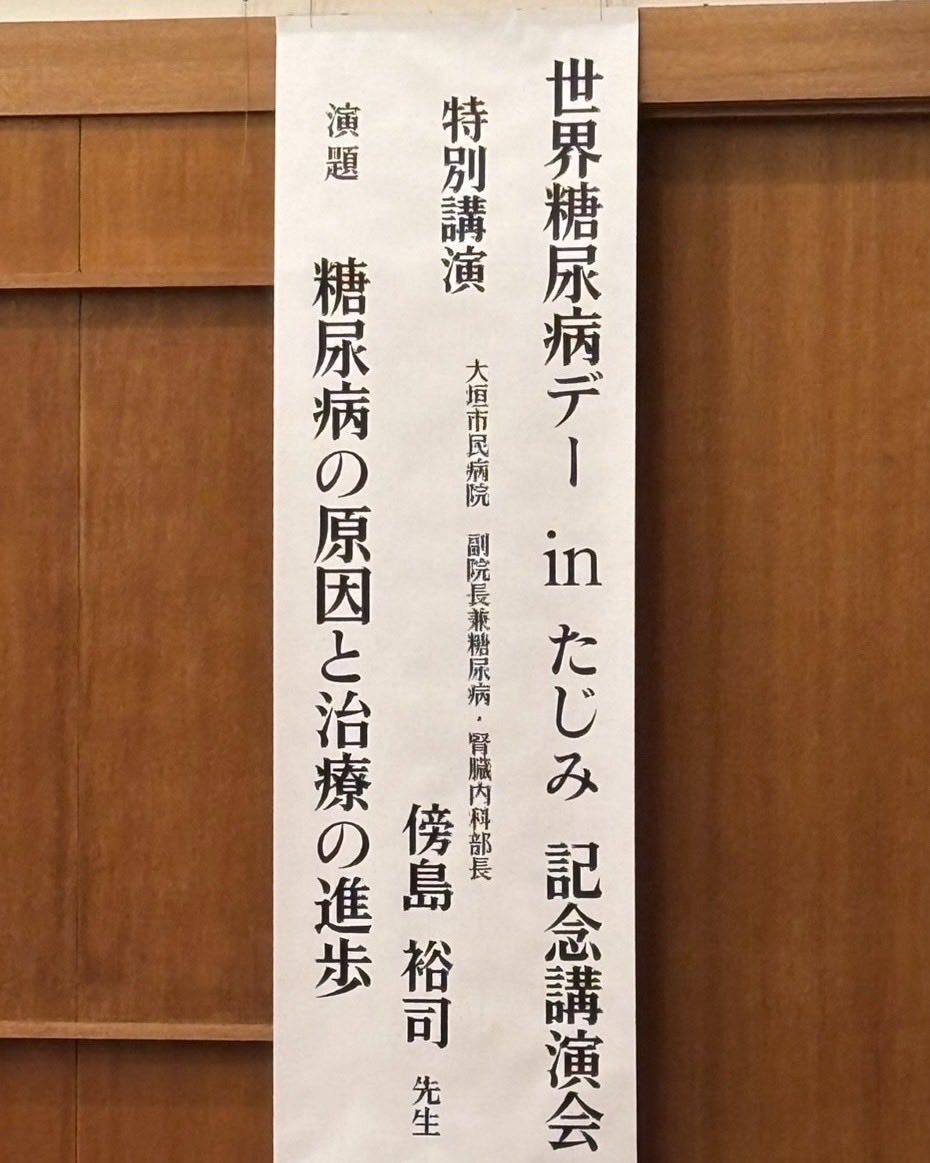 世界糖尿病デー in たじみ 記念講演会
特別講演
大垣市民病院 副院長兼糖尿病・腎臓内科部長
傍島 裕司 先生
演題 糖尿病の原因と治療の進歩